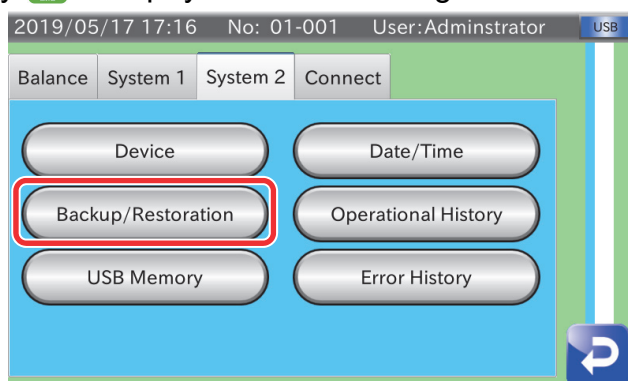 2019/05/17 17:16 No: 01-001 User:Adminstrator USB
Balance System 1 System 2 Connect
Device Date/Time
Backup/Restoration Operational History
USB Memory Error History